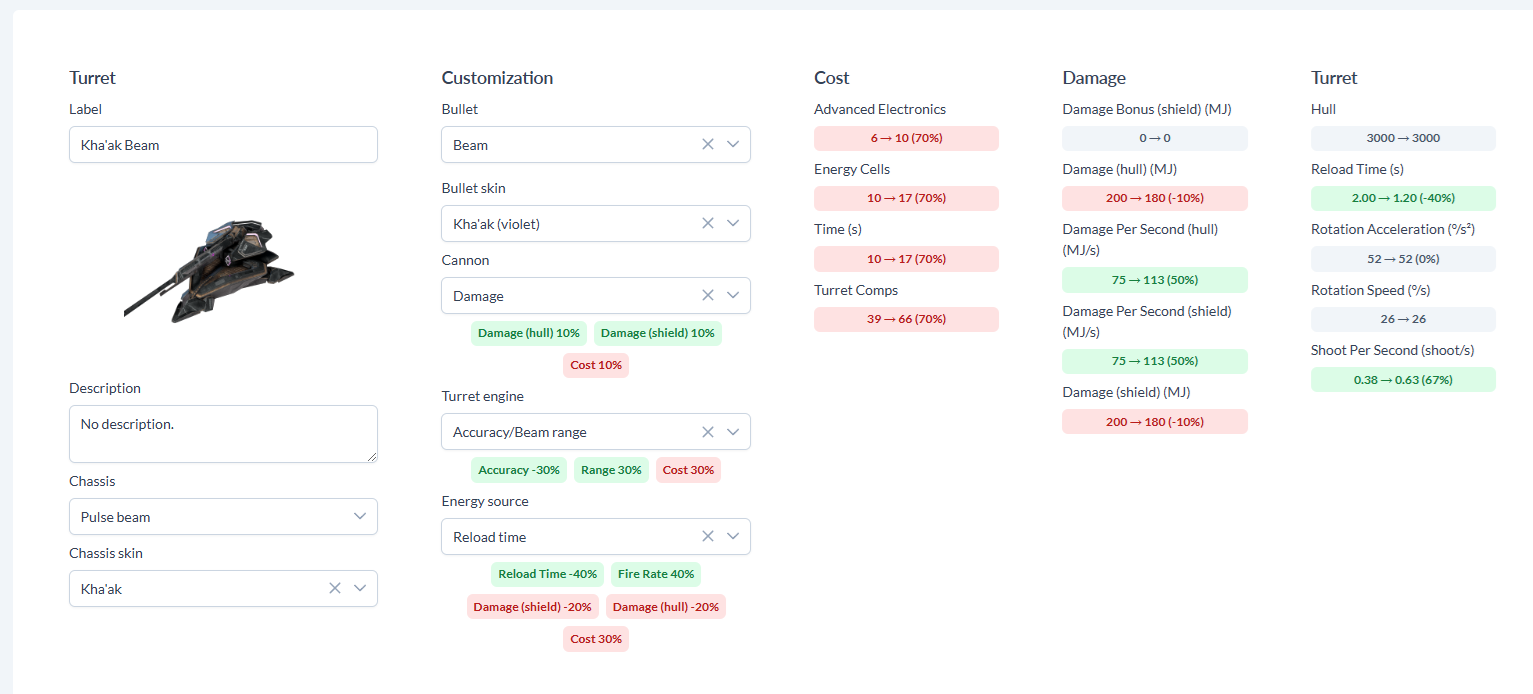 Turret
Label
Kha'ak Beam
Description
No description.
Chassis
Pulse beam
Chassis skin
Kha'ak
Customization
Bullet
Beam
Bullet skin
Kha'ak (violet)
Cannon
Damage
Damage (hull) 10% Damage (shield) 10%
Cost 10%
Turret engine
Accuracy/Beam range
Accuracy -30% Range 30% Cost 30%
Energy source
Reload time
Reload Time -40% Fire Rate 40%
Damage (shield) -20% Damage (hull) -20%
Cost 30%
Cost
Advanced Electronics
6 → 10 (70%)
Energy Cells
10 → 17 (70%)
Time (s)
10 → 17 (70%)
Turret Comps
39 → 66 (70%)
Damage
Damage Bonus (shield) (MJ)
0 → 0
Damage (hull) (MJ)
200 → 180 (-10%)
Damage Per Second (hull)
(MJ/s)
75 → 113 (50%)
Damage Per Second (shield)
(MJ/s)
75 → 113 (50%)
Damage (shield) (MJ)
200 → 180 (-10%)
Turret
Hull
3000 → 3000
Reload Time (s)
2.00 → 1.20 (-40%)
Rotation Acceleration (º/s²)
52 → 52 (0%)
Rotation Speed (º/s)
26 → 26
Shoot Per Second (shoot/s)
0.38 → 0.63 (67%)